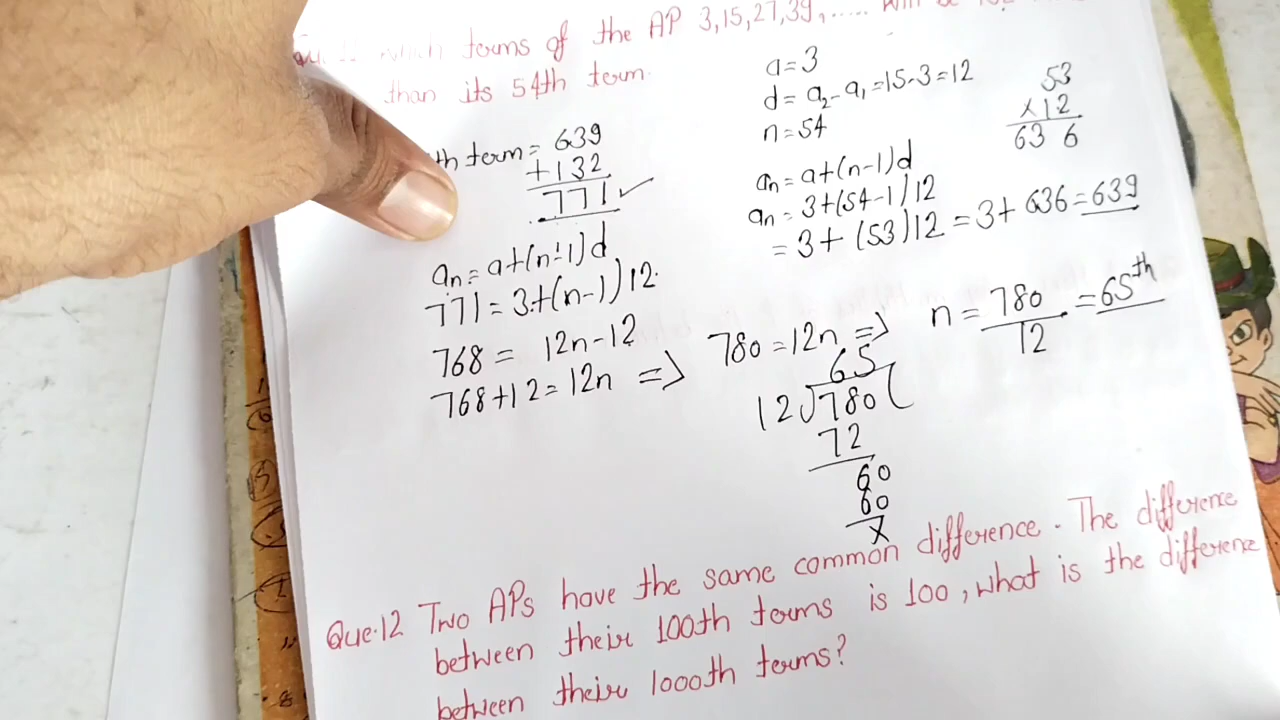 which terms of the AP 3,15,27,39,..... will be
than its 54th term.
th term = 639
+132
771 ✓
an = a+(n-1)d
771 = 3+(n-1)12
768 = 12n-12
768+12 = 12n => 780 = 12n => n = 780/12 = 65th
a=3
d = a2 - a1 = 15-3 = 12
n = 54
53
×12
636
an = a+(n-1)d
an = 3+(54-1)12
= 3+ (53)12 = 3+ 636 = 639
65
12)780(
72
60
60
x
Que.12 Two APs have the same common difference. The difference
between their 100th terms is 100, what is the difference
between their 1000th terms?